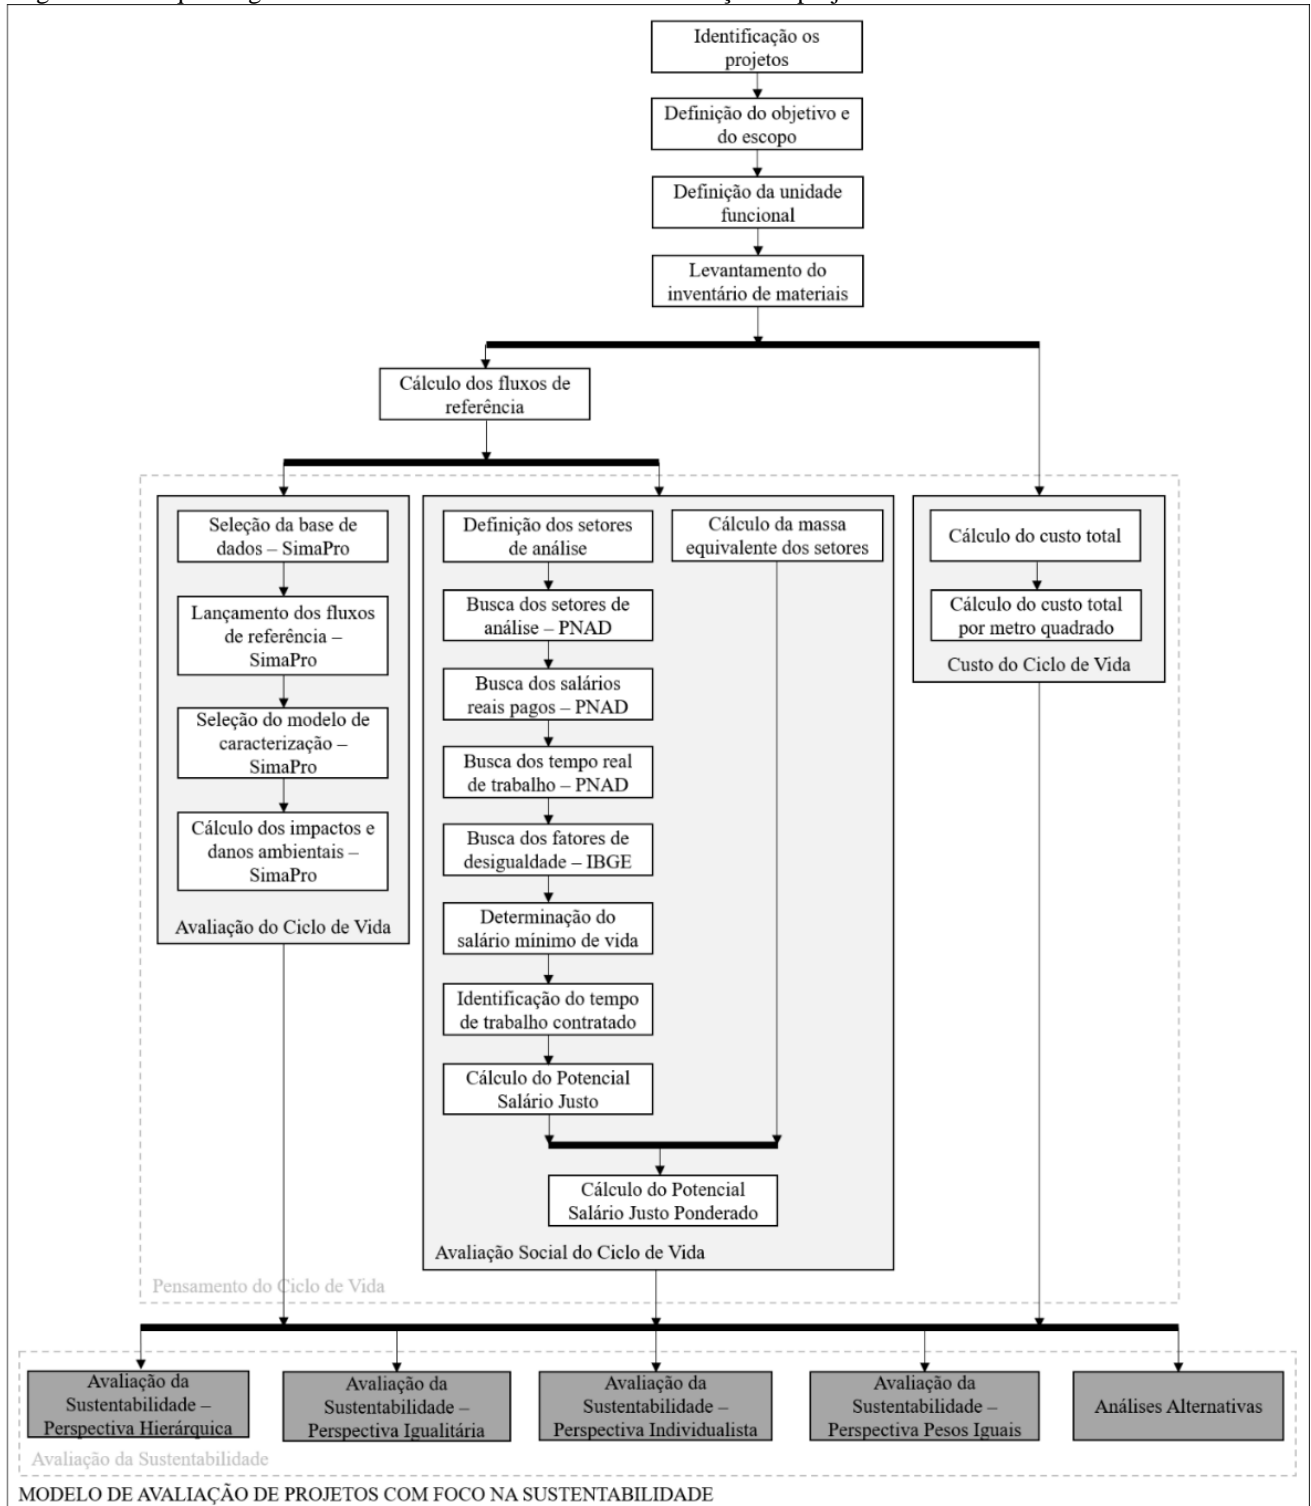 Identificação os
projetos
Definição do objetivo e
do escopo
Definição da unidade
funcional
Levantamento do
inventário de materiais
Cálculo dos fluxos de
referência
Seleção da base de
dados – SimaPro
Lançamento dos fluxos
de referência –
SimaPro
Seleção do modelo de
caracterização –
SimaPro
Cálculo dos impactos e
danos ambientais –
SimaPro
Avaliação do Ciclo de Vida
Definição dos setores
de análise
Busca dos setores de
análise – PNAD
Busca dos salários
reais pagos – PNAD
Busca dos tempo real
de trabalho – PNAD
Busca dos fatores de
desigualdade – IBGE
Determinação do
salário mínimo de vida
Identificação do tempo
de trabalho contratado
Cálculo do Potencial
Salário Justo
Cálculo da massa
equivalente dos setores
Cálculo do Potencial
Salário Justo Ponderado
Avaliação Social do Ciclo de Vida
Cálculo do custo total
Cálculo do custo total
por metro quadrado
Custo do Ciclo de Vida
Pensamento do Ciclo de Vida
Avaliação da
Sustentabilidade –
Perspectiva Hierárquica
Avaliação da
Sustentabilidade –
Perspectiva Igualitária
Avaliação da
Sustentabilidade –
Perspectiva Individualista
Avaliação da
Sustentabilidade –
Perspectiva Pesos Iguais
Análises Alternativas
Avaliação da Sustentabilidade
MODELO DE AVALIAÇÃO DE PROJETOS COM FOCO NA SUSTENTABILIDADE